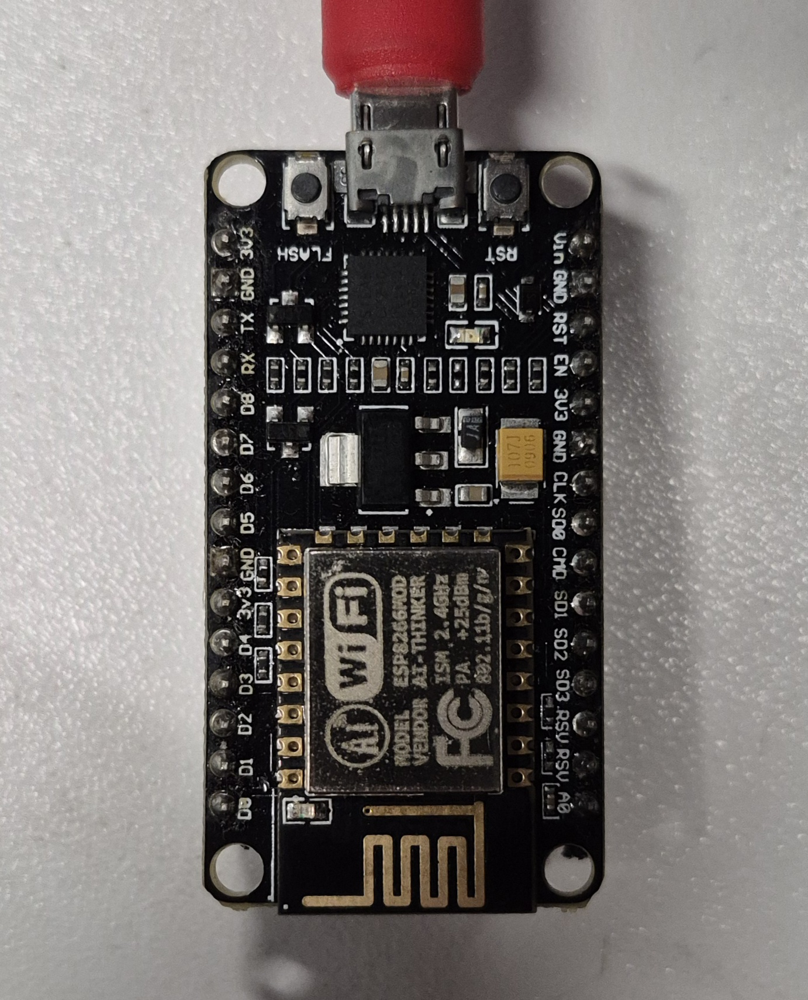 FLASH
RST
3V3
GND
TX
RX
D8
D7
D6
D5
GND
3v3
D4
D3
D2
D1
D0
Vin
GND
RST
EN
3V3
GND
CLK
SD0
CMD
SD1
SD2
SD3
RSV
RSV
A0
107J
0906
Ai WiFi
MODEL ESP8266MOD
VENDOR AI-THINKER
FC ISM 2.4GHz
PA +25dBm
802.11b/g/n